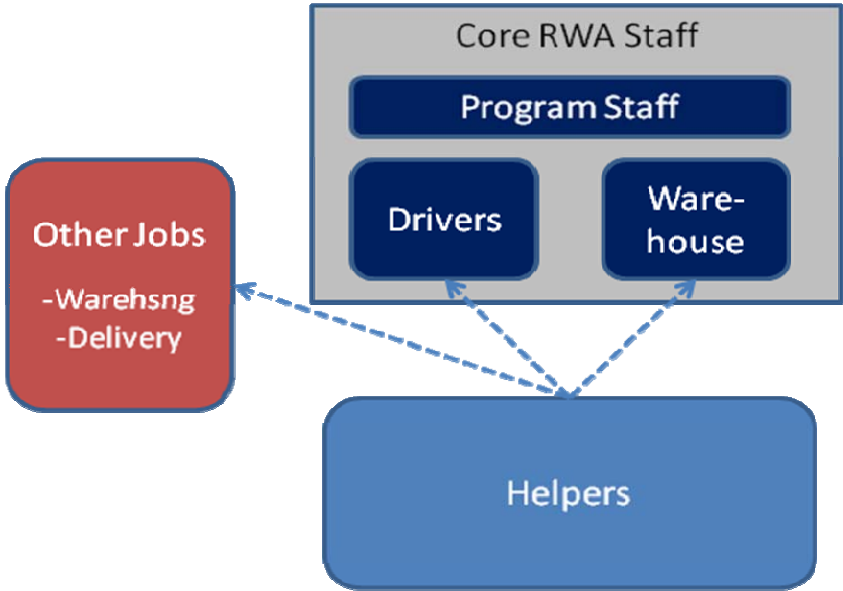 Core RWA Staff
Program Staff
Drivers
Ware-
house
Other Jobs
-Warehsng
-Delivery
Helpers